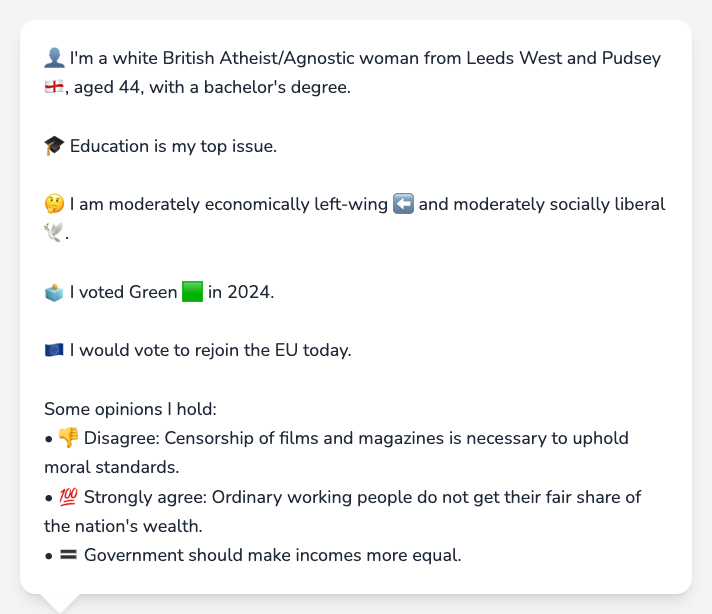 👤 I'm a white British Atheist/Agnostic woman from Leeds West and Pudsey
🏴󠁧󠁢󠁥󠁮󠁧󠁿, aged 44, with a bachelor's degree.
🎓 Education is my top issue.
🤔 I am moderately economically left-wing ⬅️ and moderately socially liberal
🕊️.
🗳️ I voted Green 🟩 in 2024.
🇪🇺 I would vote to rejoin the EU today.
Some opinions I hold:
• 👎 Disagree: Censorship of films and magazines is necessary to uphold
moral standards.
• 💯 Strongly agree: Ordinary working people do not get their fair share of
the nation's wealth.
• 🟰 Government should make incomes more equal.